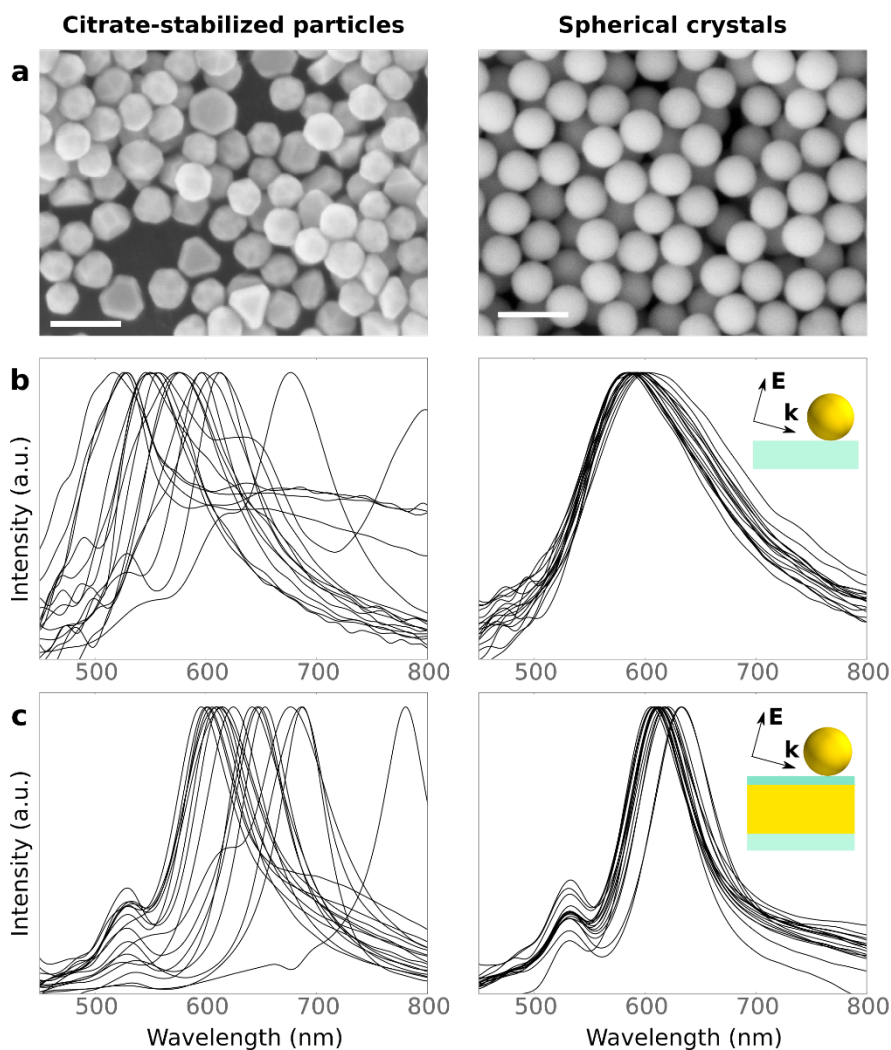 Citrate-stabilized particles
Spherical crystals
a
b
Intensity (a.u.)
500 600 700 800
E
k
500 600 700 800
c
Intensity (a.u.)
500 600 700 800
Wavelength (nm)
E
k
500 600 700 800
Wavelength (nm)